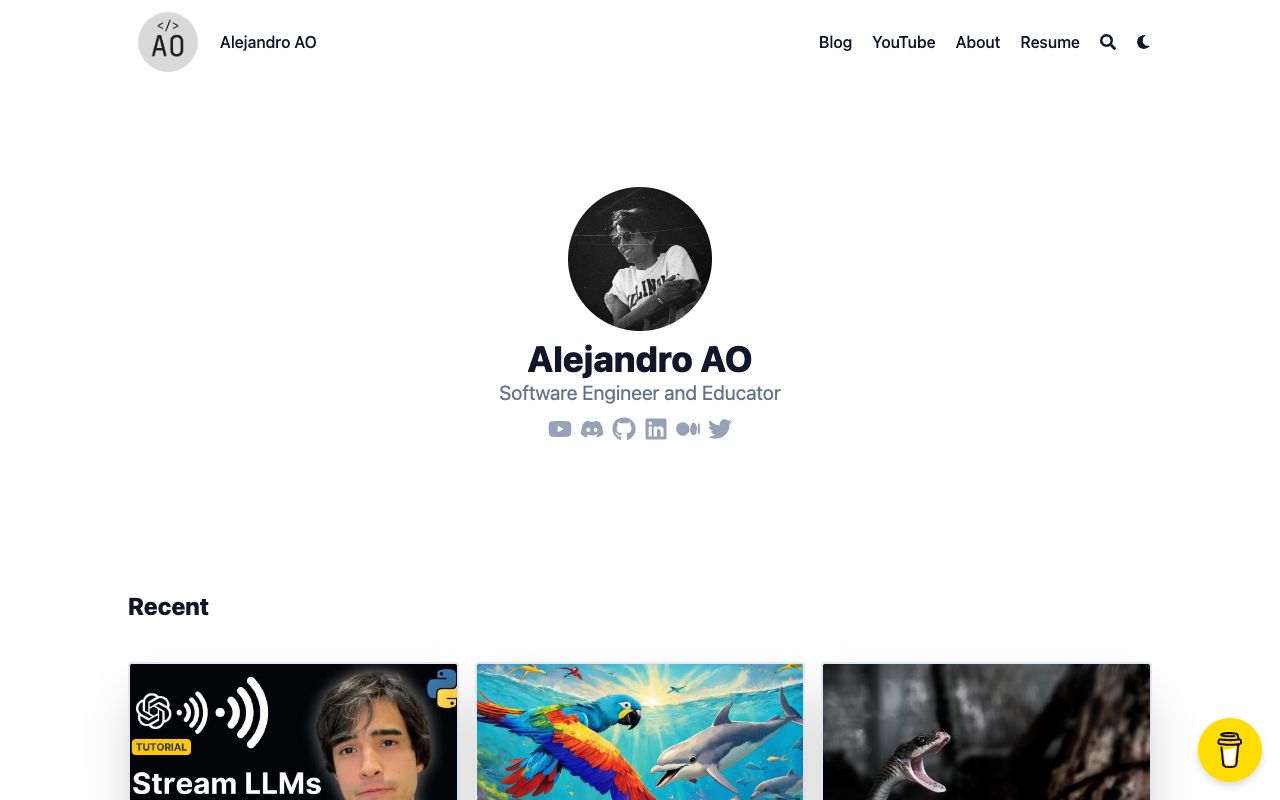 </>
AO
Alejandro AO
Blog
YouTube
About
Resume
Alejandro AO
Software Engineer and Educator
Recent
TUTORIAL
Stream LLMs